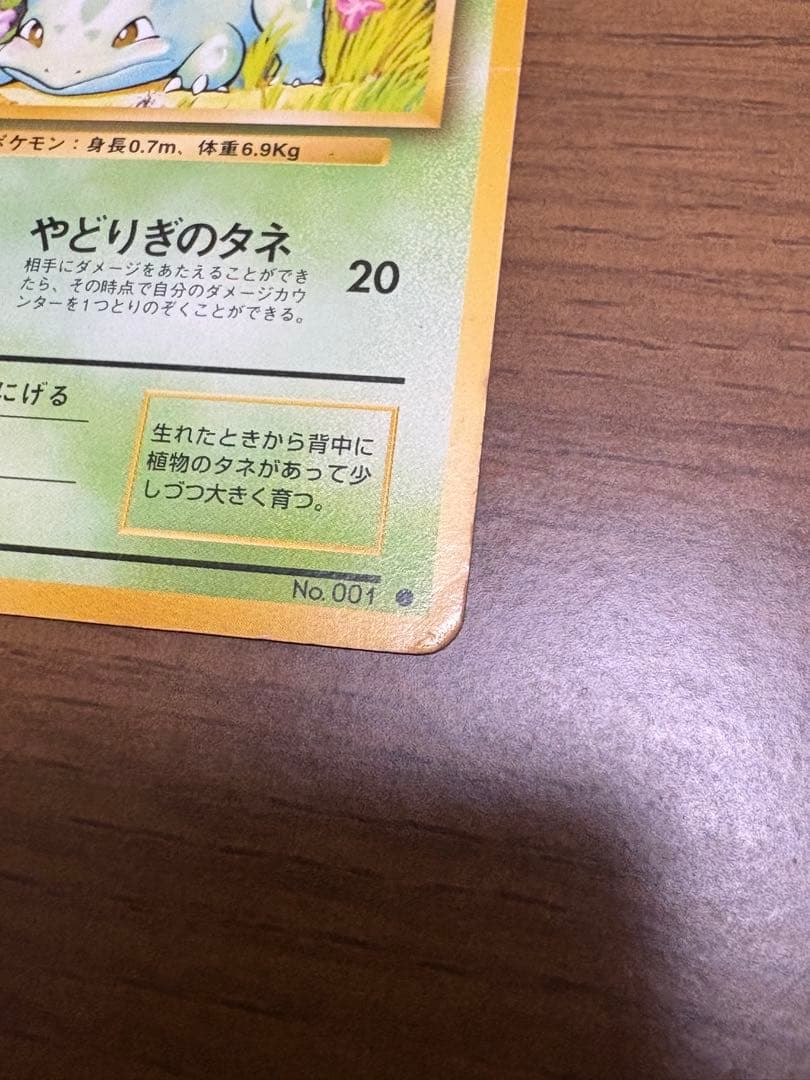 ポケモン：身長0.7m、体重6.9Kg
やどりぎのタネ 20
相手にダメージをあたえることができ
たら、その時点で自分のダメージカウ
ンターを1つとりのぞくことができる。
にげる
生れたときから背中に
植物のタネがあって少
しづつ大きく育つ。
No. 001